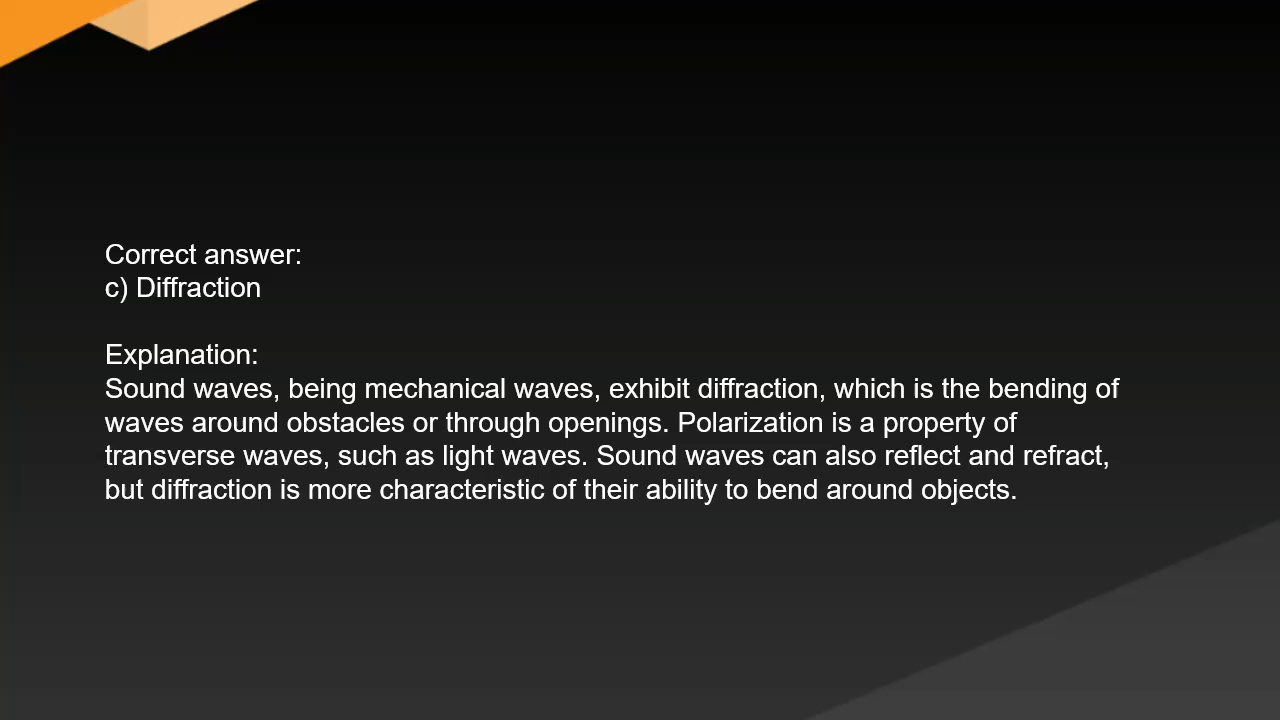 Correct answer:
c) Diffraction
Explanation:
Sound waves, being mechanical waves, exhibit diffraction, which is the bending of
waves around obstacles or through openings. Polarization is a property of
transverse waves, such as light waves. Sound waves can also reflect and refract,
but diffraction is more characteristic of their ability to bend around objects.